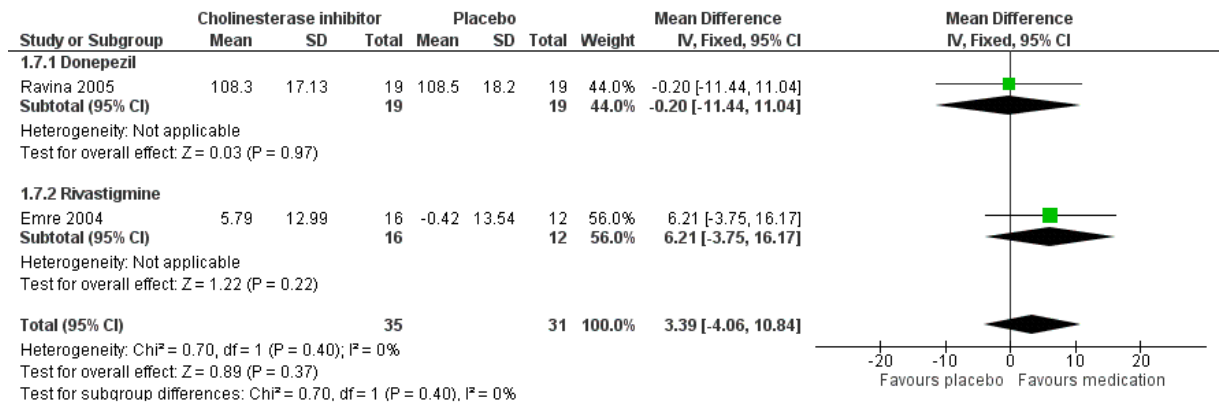 Cholinesterase inhibitor Placebo Mean Difference Mean Difference
Study or Subgroup Mean SD Total Mean SD Total Weight IV, Fixed, 95% CI IV, Fixed, 95% CI
1.7.1 Donepezil
Ravina 2005 108.3 17.13 19 108.5 18.2 19 44.0% -0.20 [-11.44, 11.04]
Subtotal (95% CI) 19 19 44.0% -0.20 [-11.44, 11.04]
Heterogeneity: Not applicable
Test for overall effect: Z = 0.03 (P = 0.97)
1.7.2 Rivastigmine
Emre 2004 5.79 12.99 16 -0.42 13.54 12 56.0% 6.21 [-3.75, 16.17]
Subtotal (95% CI) 16 12 56.0% 6.21 [-3.75, 16.17]
Heterogeneity: Not applicable
Test for overall effect: Z = 1.22 (P = 0.22)
Total (95% CI) 35 31 100.0% 3.39 [-4.06, 10.84]
Heterogeneity: Chi² = 0.70, df = 1 (P = 0.40); I² = 0%
Test for overall effect: Z = 0.89 (P = 0.37)
Test for subgroup differences: Chi² = 0.70, df = 1 (P = 0.40), I² = 0%
-20 -10 0 10 20
Favours placebo Favours medication